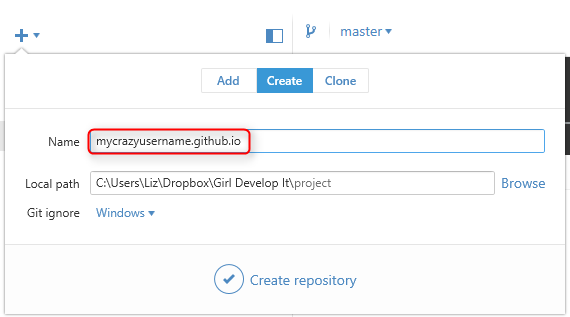 master
Add Create Clone
Name mycrazyusername.github.io
Local path C:\Users\Liz\Dropbox\Girl Develop It\project Browse
Git ignore Windows
Create repository